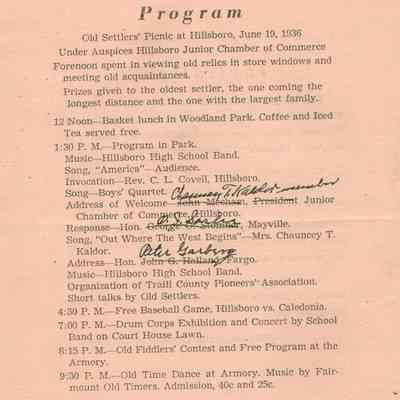 Program
Old Settlers' Picnic at Hillsboro, June 19, 1936
Under Auspices Hillsboro Junior Chamber of Commerce
Forenoon spent in viewing old relics in store windows and
meeting old acquaintances.
Prizes given to the oldest settler, the one coming the
longest distance and the one with the largest family.
12 Noon—Basket lunch in Woodland Park. Coffee and Iced
Tea served free.
1:30 P. M.—Program in Park.
Music—Hillsboro High School Band.
Song, "America"—Audience.
Invocation—Rev. C. L. Covell, Hillsboro.
Song—Boys' Quartet. Chauncey T. Kaldor member
Address of Welcome—John Meehan, President Junior
Chamber of Commerce, Hillsboro.
Response—Hon. George Mayville.
Song, "Out Where The West Begins"—Mrs. Chauncey T.
Kaldor. Peter Garberg
Address—Hon. John G. Holland, Fargo.
Music—Hillsboro High School Band.
Organization of Traill County Pioneers' Association.
Short talks by Old Settlers.
4:30 P. M.—Free Baseball Game, Hillsboro vs. Caledonia.
7:00 P. M.—Drum Corps Exhibition and Concert by School
Band on Court House Lawn.
8:15 P. M.—Old Fiddlers' Contest and Free Program at the
Armory.
9:30 P. M.—Old Time Dance at Armory. Music by Fair-
mount Old Timers. Admission, 40c and 25c.